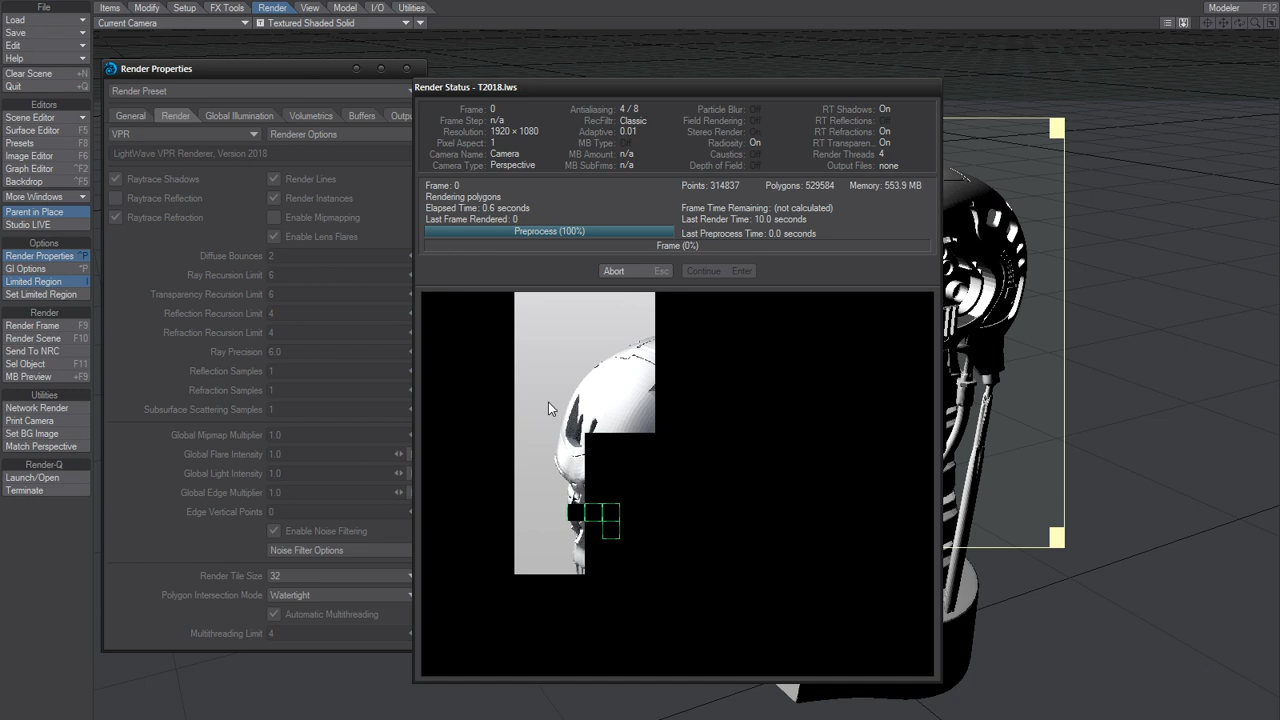 File
Items Modify Setup FX Tools Render View Model I/O Utilities Modeler F12
Load
Save
Edit
Help
Clear Scene +N
Quit +Q
Editors
Scene Editor
Surface Editor F5
Presets F8
Image Editor F6
Graph Editor ^F2
Backdrop ^F5
More Windows
Parent in Place
Studio LIVE
Options
Render Properties ^P
GI Options
Limited Region l
Set Limited Region
Render
Render Frame F9
Render Scene F10
Send To NRC
Sel Object F11
MB Preview +F9
Utilities
Network Render
Print Camera
Set BG Image
Match Perspective
Render-Q
Launch/Open
Terminate
Current Camera
T Textured Shaded Solid
Render Properties
Render Preset
General Render Global Illumination Volumetrics Buffers Outpu
VPR Renderer Options
LightWave VPR Renderer, Version 2018
Raytrace Shadows Render Lines
Raytrace Reflection Render Instances
Raytrace Refraction Enable Mipmapping
Enable Lens Flares
Diffuse Bounces 2
Ray Recursion Limit 6
Transparency Recursion Limit 6
Reflection Recursion Limit 4
Refraction Recursion Limit 4
Ray Precision 6.0
Reflection Samples 1
Refraction Samples 1
Subsurface Scattering Samples 1
Global Mipmap Multiplier 1.0
Global Flare Intensity 1.0
Global Light Intensity 1.0
Global Edge Multiplier 1.0
Edge Vertical Points 0
Enable Noise Filtering
Noise Filter Options
Render Tile Size 32
Polygon Intersection Mode Watertight
Automatic Multithreading
Multithreading Limit 4
Render Status - T2018.lws
Frame: 0 Antialiasing: 4 / 8 Particle Blur: Off RT Shadows: On
Frame Step: n/a RecFiltr: Classic Field Rendering: Off RT Reflections: Off
Resolution: 1920 × 1080 Adaptive: 0.01 Stereo Render: Off RT Refractions: On
Pixel Aspect: 1 MB Type: Off Radiosity: On RT Transparen... On
Camera Name: Camera MB Amount: n/a Caustics: Off Render Threads 4
Camera Type: Perspective MB SubFrms: n/a Depth of Field: Off Output Files: none
Frame: 0 Points: 314837 Polygons: 529584 Memory: 553.9 MB
Rendering polygons
Elapsed Time: 0.6 seconds Frame Time Remaining: (not calculated)
Last Frame Rendered: 0 Last Render Time: 10.0 seconds
Preprocess (100%) Last Preprocess Time: 0.0 seconds
Frame (0%)
Abort Esc Continue Enter